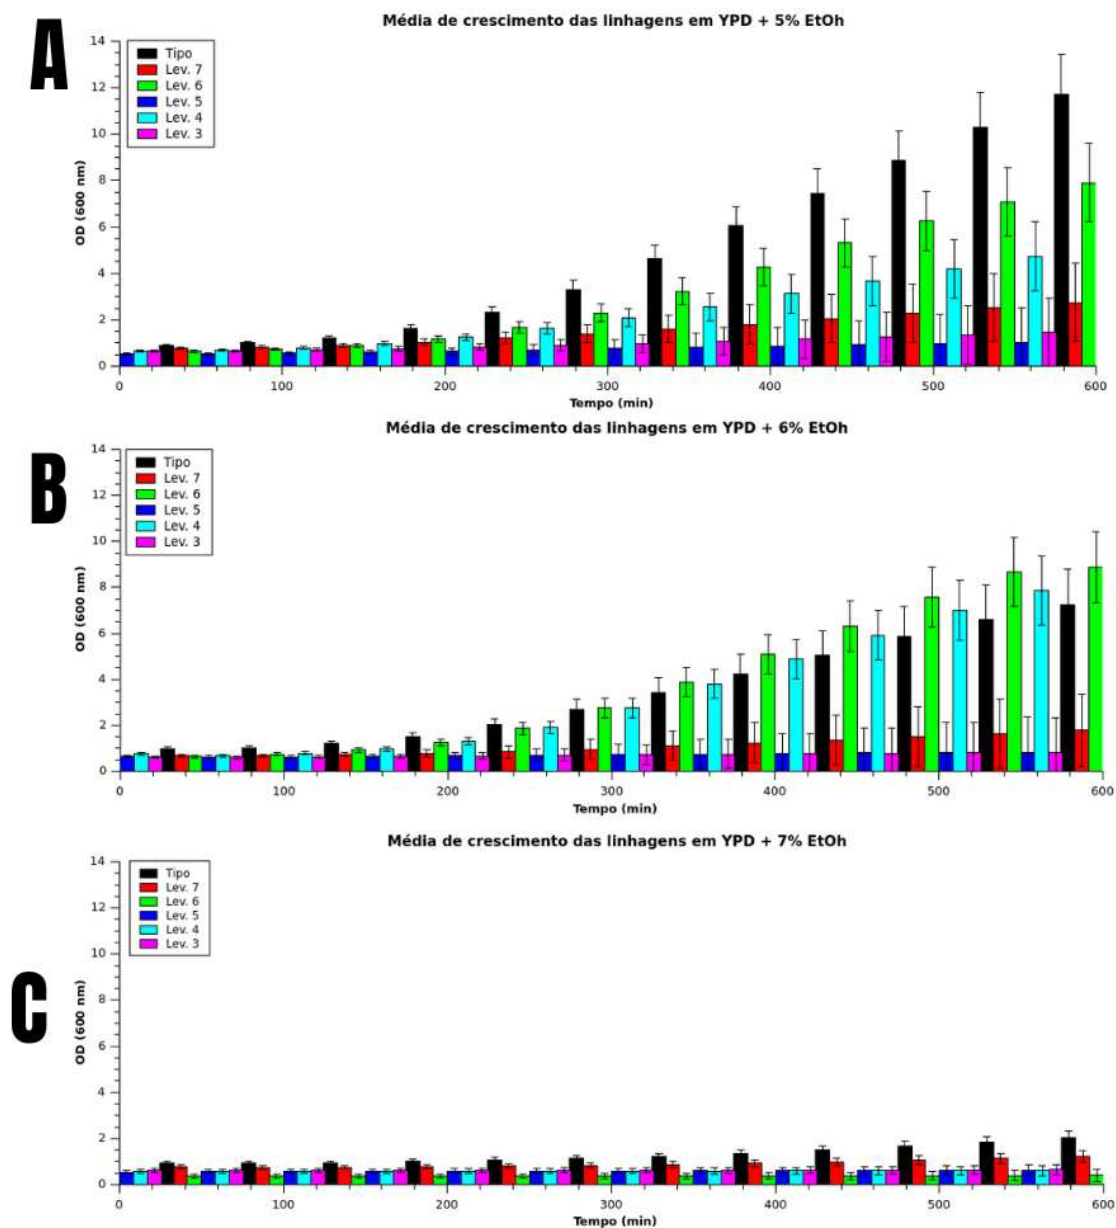 A
Média de crescimento das linhagens em YPD + 5% EtOh
14
12
10
8
6
4
2
0
OD (600 nm)
Tipo
Lev. 7
Lev. 6
Lev. 5
Lev. 4
Lev. 3
0 100 200 300 400 500 600
Tempo (min)
B
Média de crescimento das linhagens em YPD + 6% EtOh
14
12
10
8
6
4
2
0
OD (600 nm)
Tipo
Lev. 7
Lev. 6
Lev. 5
Lev. 4
Lev. 3
0 100 200 300 400 500 600
Tempo (min)
C
Média de crescimento das linhagens em YPD + 7% EtOh
14
12
10
8
6
4
2
0
OD (600 nm)
Tipo
Lev. 7
Lev. 6
Lev. 5
Lev. 4
Lev. 3
0 100 200 300 400 500 600
Tempo (min)